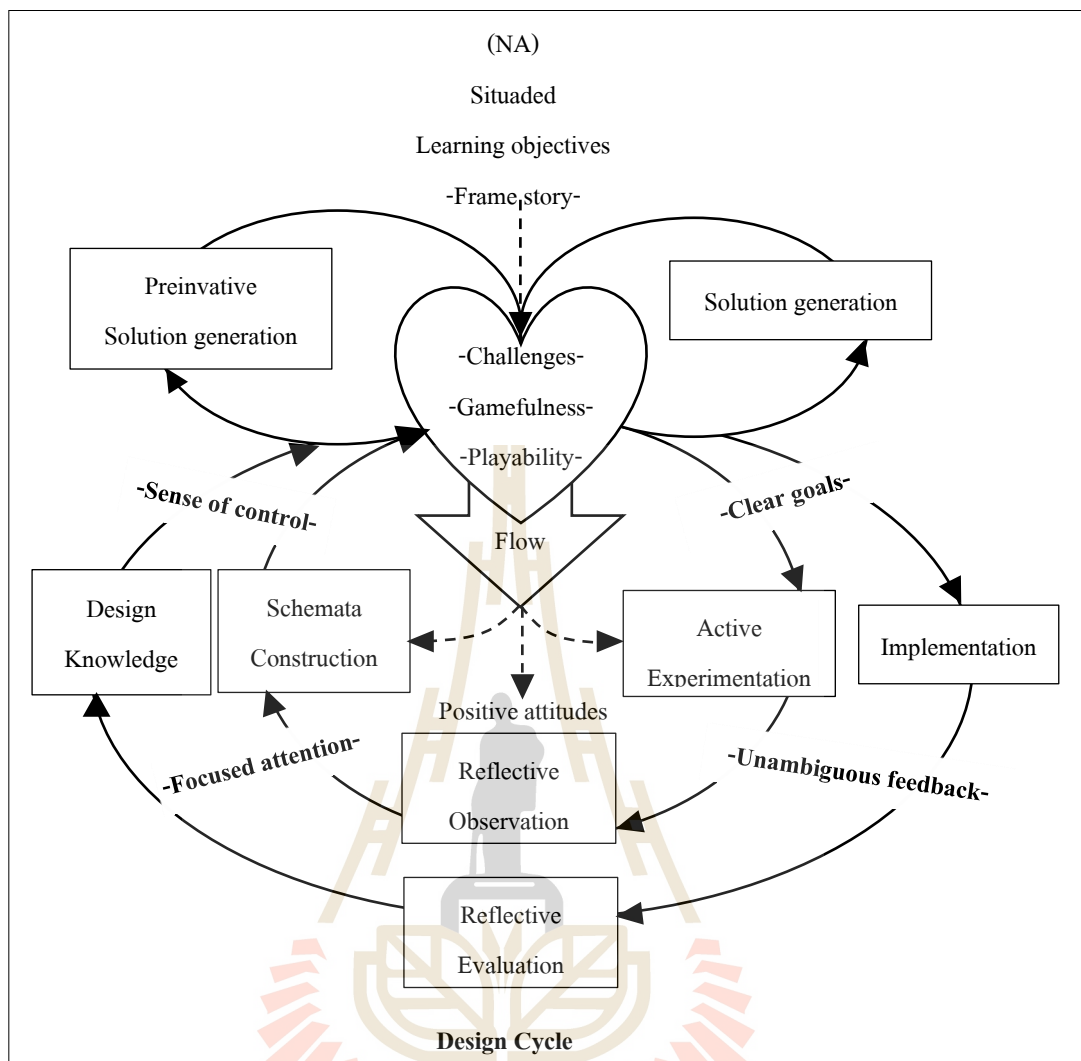 (NA)
Situaded
Learning objectives
-Frame story-
Preinvative
Solution generation
Solution generation
-Challenges-
-Gamefulness-
-Playability-
-Sense of control-
-Clear goals-
Flow
Design
Knowledge
Schemata
Construction
Active
Experimentation
Implementation
Positive attitudes
-Focused attention-
-Unambiguous feedback-
Reflective
Observation
Reflective
Evaluation
Design Cycle